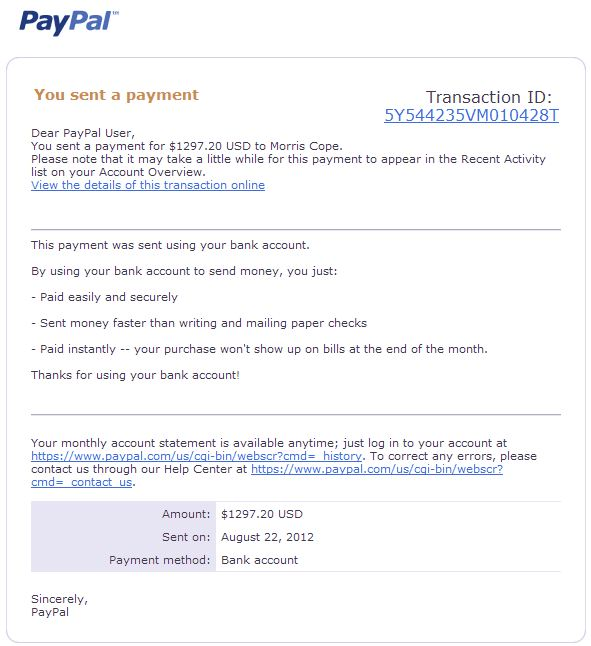 PayPal™
You sent a payment
Transaction ID:
5Y544235VM010428T
Dear PayPal User,
You sent a payment for $1297.20 USD to Morris Cope.
Please note that it may take a little while for this payment to appear in the Recent Activity
list on your Account Overview.
View the details of this transaction online
This payment was sent using your bank account.
By using your bank account to send money, you just:
- Paid easily and securely
- Sent money faster than writing and mailing paper checks
- Paid instantly -- your purchase won't show up on bills at the end of the month.
Thanks for using your bank account!
Your monthly account statement is available anytime; just log in to your account at
https://www.paypal.com/us/cgi-bin/webscr?cmd=_history. To correct any errors, please
contact us through our Help Center at https://www.paypal.com/us/cgi-bin/webscr?
cmd=_contact_us.
Amount: $1297.20 USD
Sent on: August 22, 2012
Payment method: Bank account
Sincerely,
PayPal